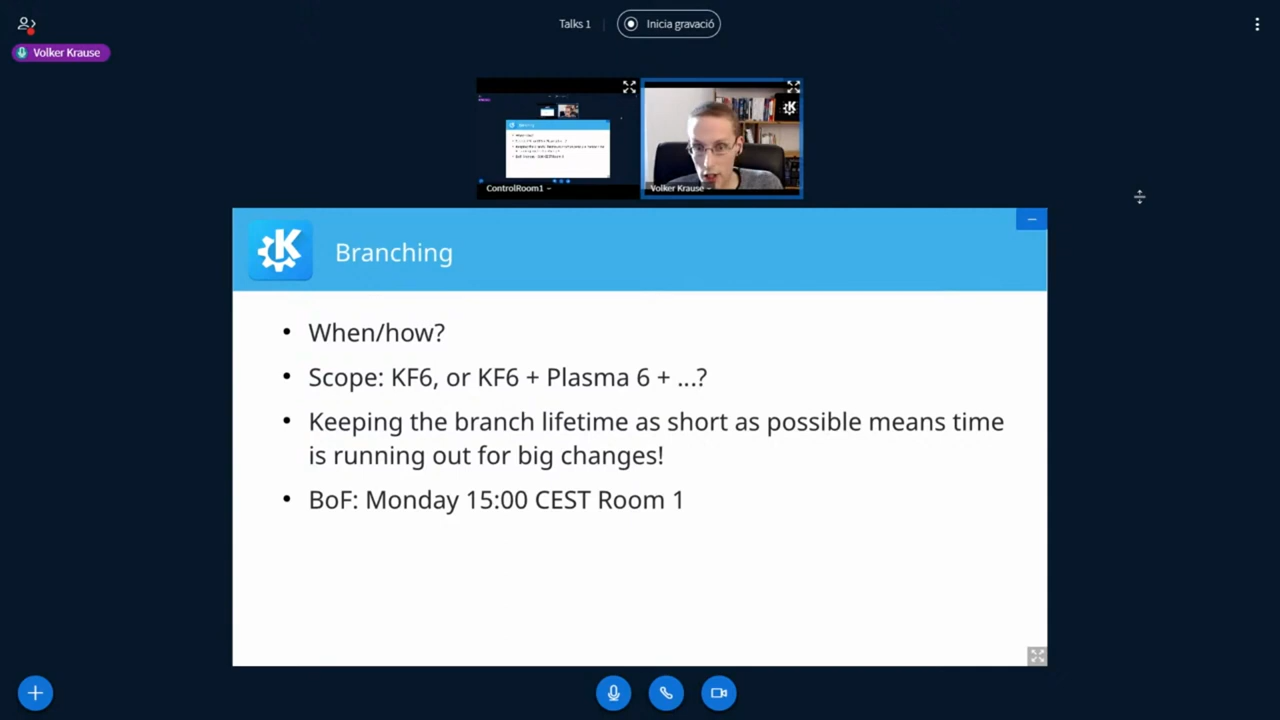 Talks 1
Inicia gravació
Volker Krause
ControlRoom1
Volker Krause
Branching
When/how?
Scope: KF6, or KF6 + Plasma 6 + ...?
Keeping the branch lifetime as short as possible means time
is running out for big changes!
BoF: Monday 15:00 CEST Room 1